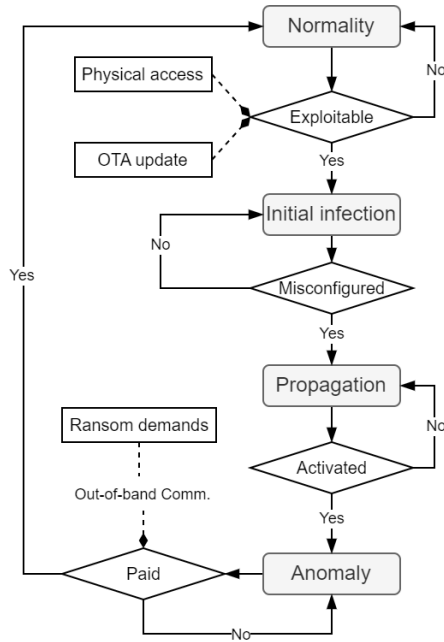 Normality
No
Physical access
Exploitable
OTA update
Yes
Initial infection
No
Misconfigured
Yes
Yes
Propagation
No
Ransom demands
Activated
Out-of-band Comm.
Yes
Paid
Anomaly
No